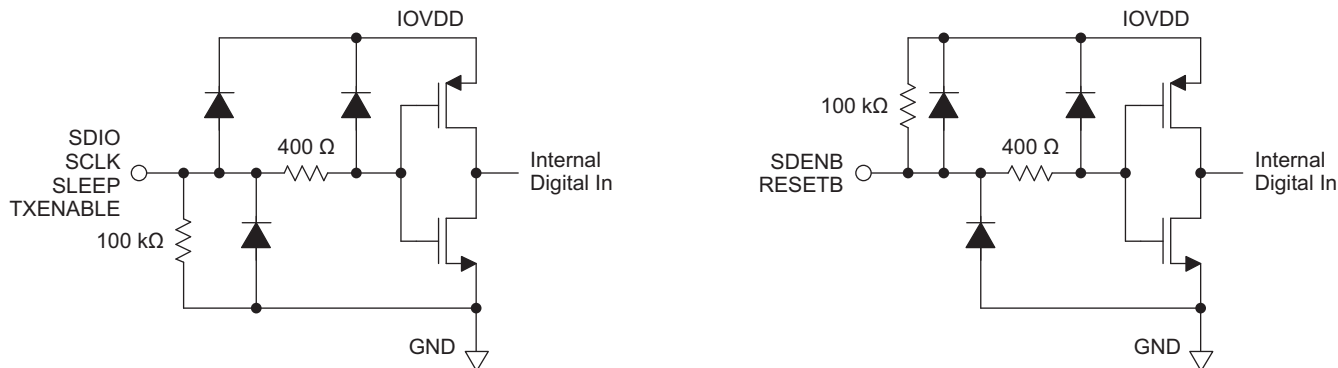 IOVDD
SDIO
SCLK
SLEEP
TXENABLE
400 Ω
100 kΩ
Internal
Digital In
GND
IOVDD
100 kΩ
SDENB
RESETB
400 Ω
Internal
Digital In
GND